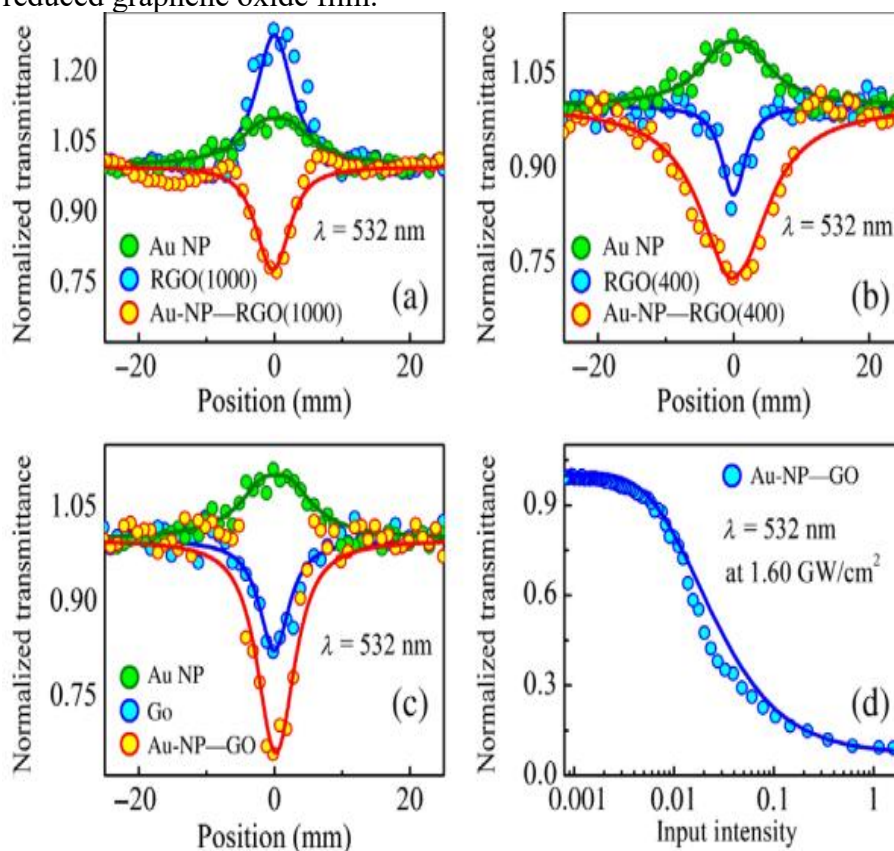 reduced graphene oxide film.
Normalized transmittance
1.20
1.05
0.90
0.75
Au NP
RGO(1000)
Au-NP—RGO(1000)
λ = 532 nm
(a)
−20
0
20
Position (mm)
Normalized transmittance
1.05
0.90
0.75
Au NP
RGO(400)
Au-NP—RGO(400)
λ = 532 nm
(b)
−20
0
20
Position (mm)
Normalized transmittance
1.05
0.90
0.75
Au NP
Go
Au-NP—GO
λ = 532 nm
(c)
−20
0
20
Position (mm)
Normalized transmittance
0.9
0.6
0.3
0.0
Au-NP—GO
λ = 532 nm
at 1.60 GW/cm²
(d)
0.001
0.01
0.1
1
Input intensity